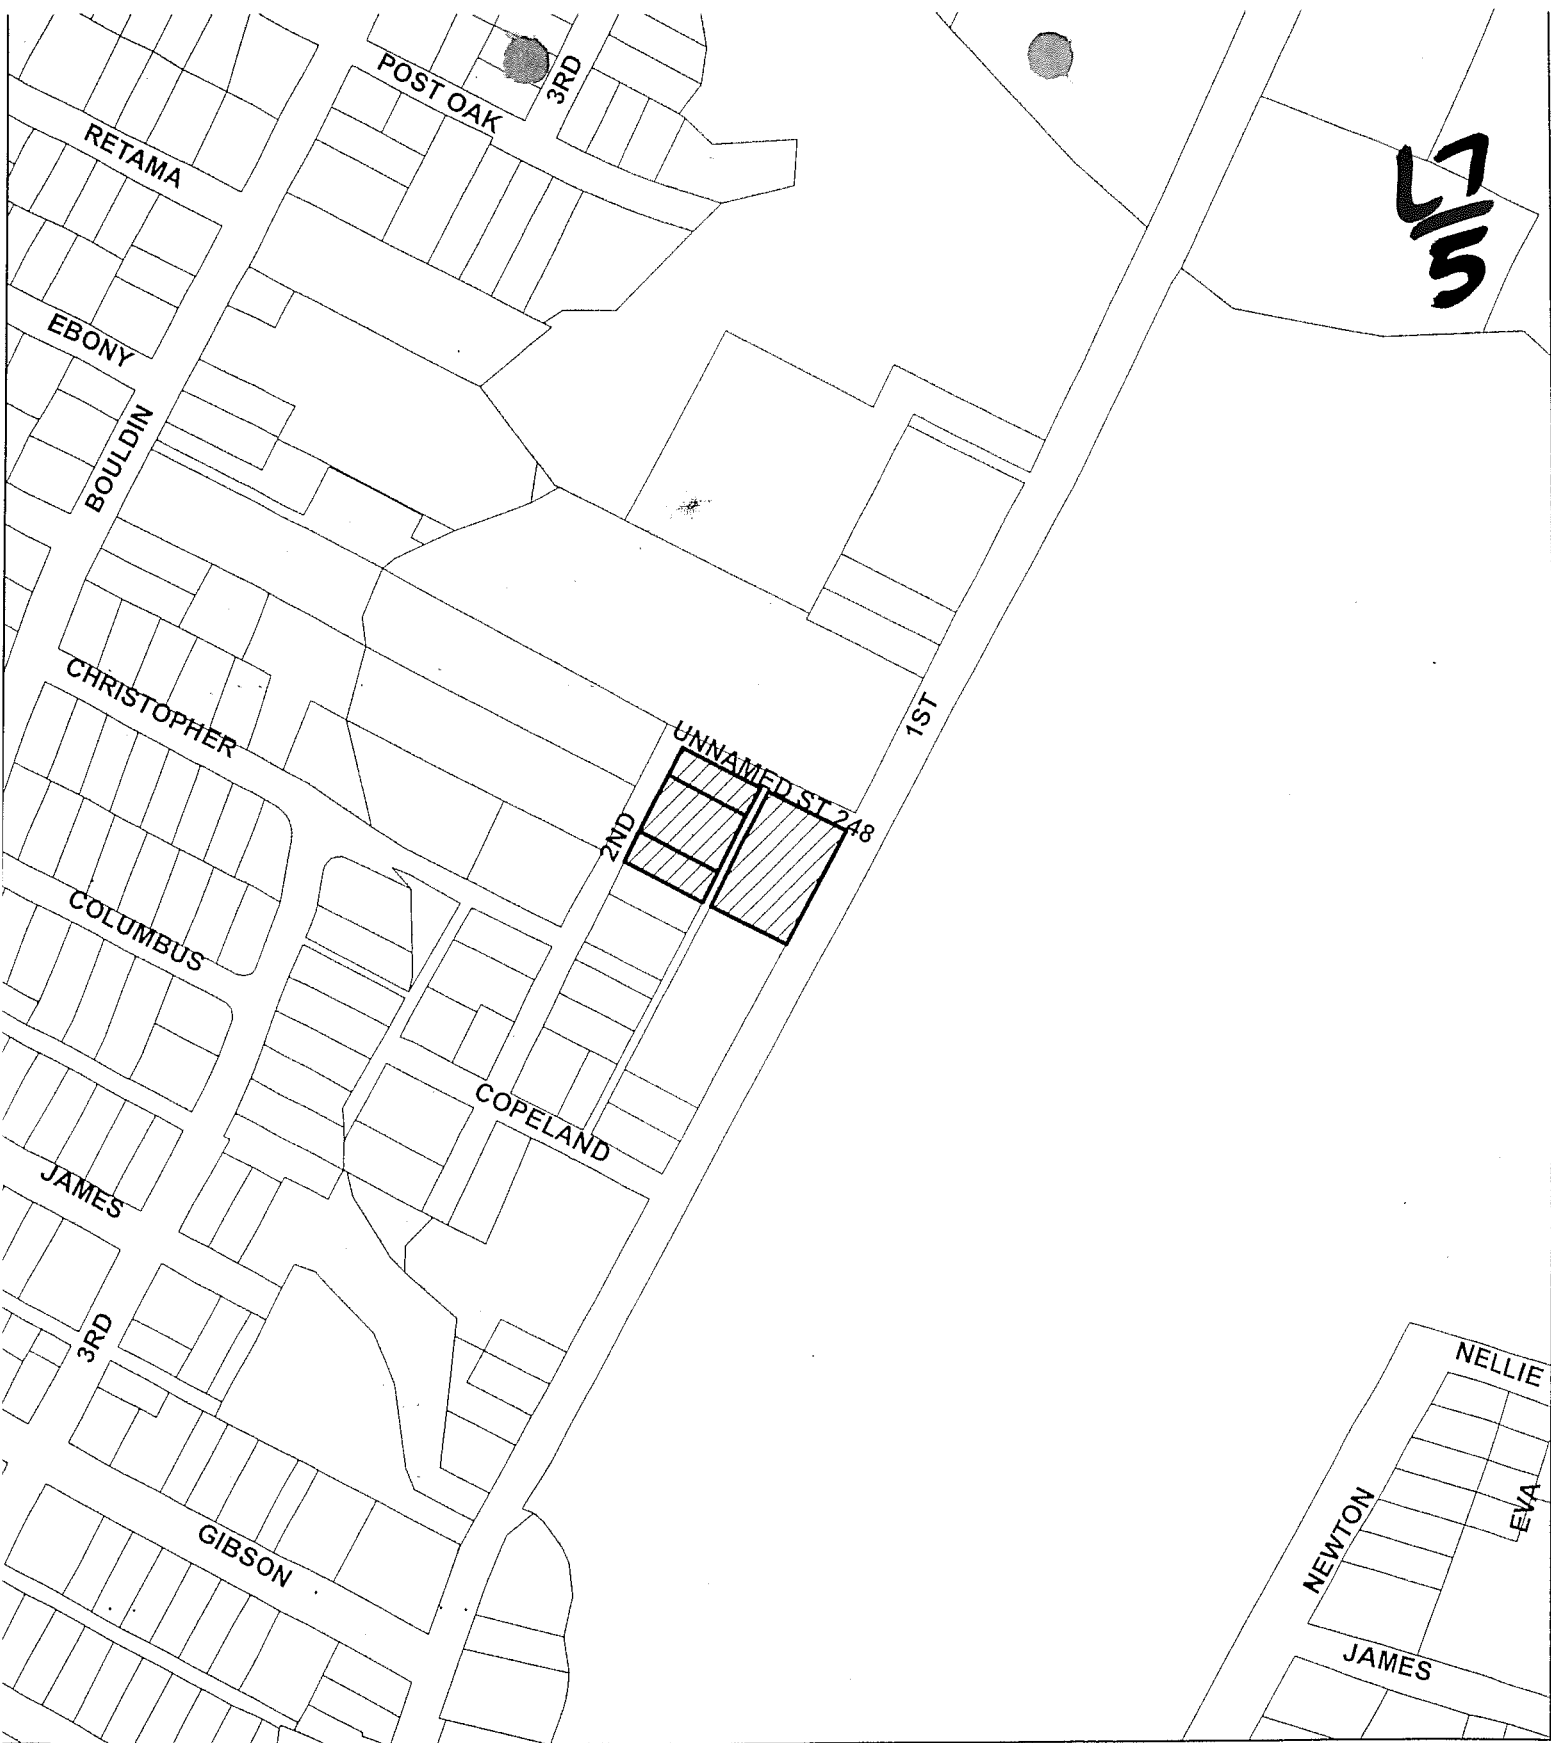 POST OAK
3RD
RETAMA
L7
5
EBONY
BOULDIN
CHRISTOPHER
1ST
UNNAMED ST 248
2ND
COLUMBUS
COPELAND
JAMES
3RD
NELLIE
EVA
NEWTON
GIBSON
JAMES